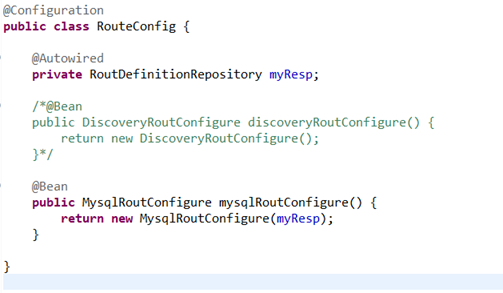 @Configuration
public class RouteConfig {
@Autowired
private RoutDefinitionRepository myResp;
/*@Bean
public DiscoveryRoutConfigure discoveryRoutConfigure() {
return new DiscoveryRoutConfigure();
}*/
@Bean
public MysqlRoutConfigure mysqlRoutConfigure() {
return new MysqlRoutConfigure(myResp);
}
}